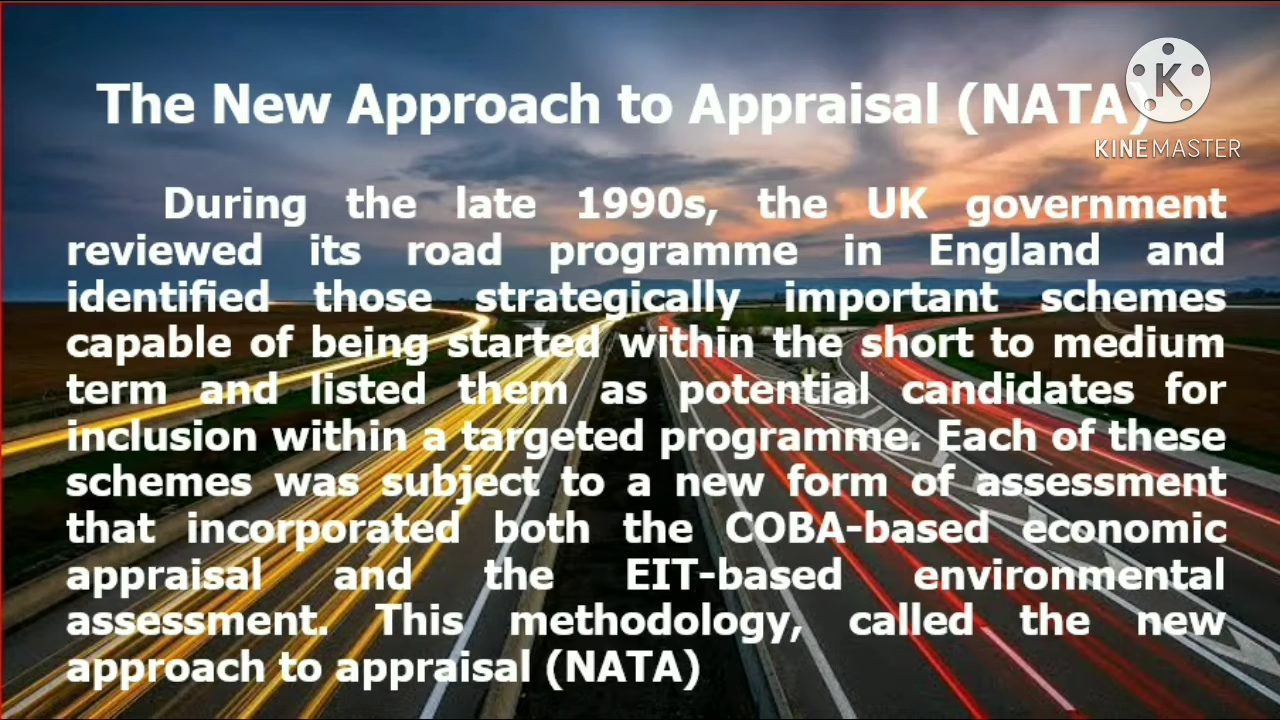 The New Approach to Appraisal (NATA)
K
KINEMASTER
During the late 1990s, the UK government
reviewed its road programme in England and
identified those strategically important schemes
capable of being started within the short to medium
term and listed them as potential candidates for
inclusion within a targeted programme. Each of these
schemes was subject to a new form of assessment
that incorporated both the COBA-based economic
appraisal and the EIT-based environmental
assessment. This methodology, called the new
approach to appraisal (NATA)